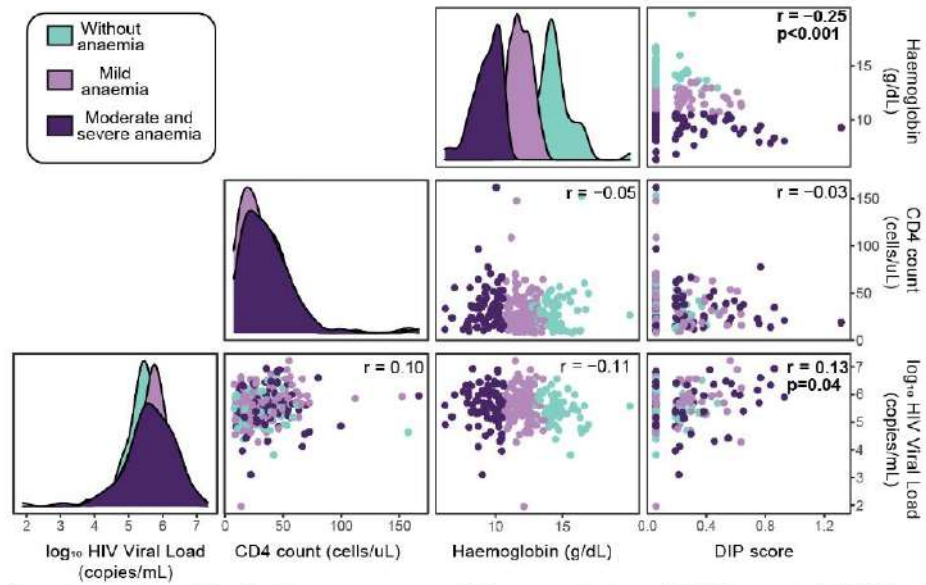 Without
anaemia
Mild
anaemia
Moderate and
severe anaemia
r = −0.25
p<0.001
Haemoglobin
(g/dL)
15
10
r = −0.05
r = −0.03
CD4 count
(cells/uL)
150
100
50
0
r = 0.10
r = −0.11
r = 0.13
p=0.04
log₁₀ HIV Viral Load
(copies/mL)
7
6
5
4
3
2
2 3 4 5 6 7
0 50 100 150
10 15
0.0 0.4 0.8 1.2
log₁₀ HIV Viral Load
(copies/mL)
CD4 count (cells/uL)
Haemoglobin (g/dL)
DIP score